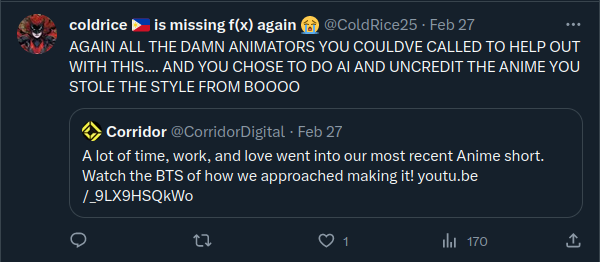 coldrice 🇵🇭 is missing f(x) again 😭 @ColdRice25 · Feb 27
AGAIN ALL THE DAMN ANIMATORS YOU COULDVE CALLED TO HELP OUT
WITH THIS.... AND YOU CHOSE TO DO AI AND UNCREDIT THE ANIME YOU
STOLE THE STYLE FROM BOOOO
Corridor @CorridorDigital · Feb 27
A lot of time, work, and love went into our most recent Anime short.
Watch the BTS of how we approached making it! youtu.be
/_9LX9HSQkWo
1 170